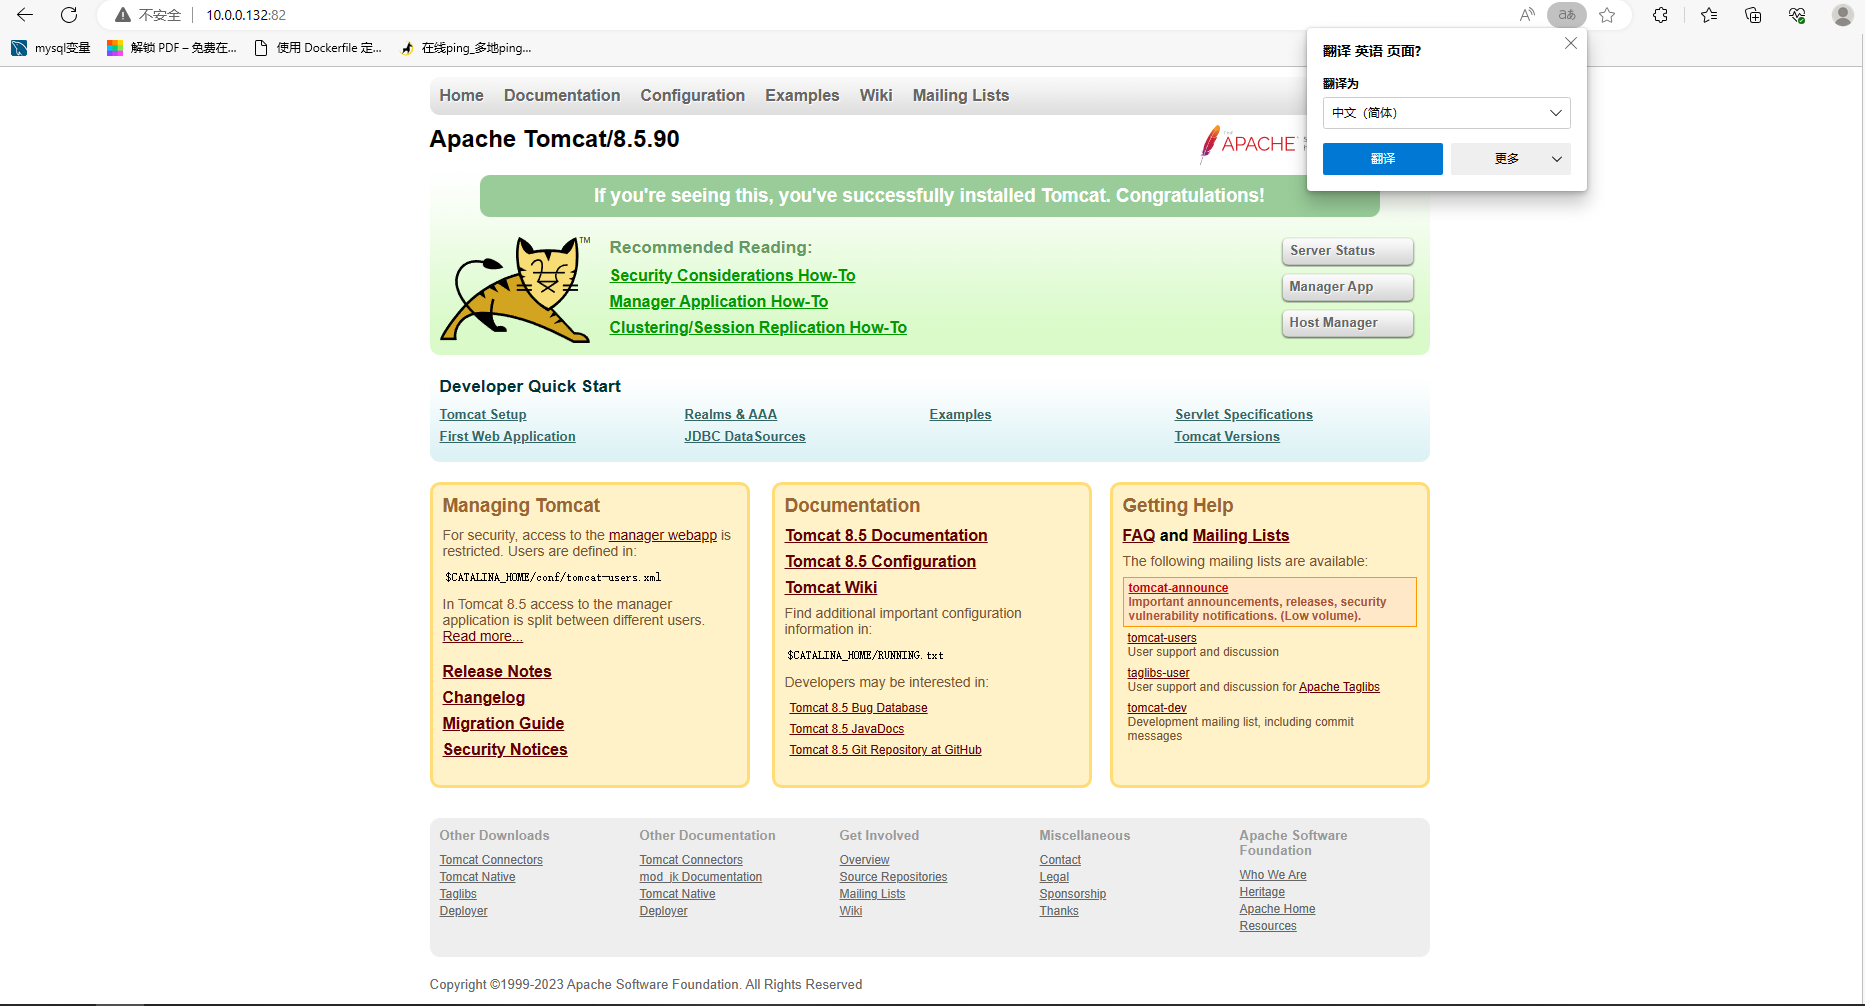 不安全 10.0.0.132:82
mysql变量 解锁 PDF – 免费在... 使用 Dockerfile 定... 在线ping_多地ping...
翻译 英语 页面?
翻译为
中文（简体）
翻译 更多
Home Documentation Configuration Examples Wiki Mailing Lists
Apache Tomcat/8.5.90
THE
APACHE
If you're seeing this, you've successfully installed Tomcat. Congratulations!
TM
Recommended Reading:
Security Considerations How-To
Manager Application How-To
Clustering/Session Replication How-To
Server Status
Manager App
Host Manager
Developer Quick Start
Tomcat Setup
First Web Application
Realms & AAA
JDBC DataSources
Examples
Servlet Specifications
Tomcat Versions
Managing Tomcat
For security, access to the manager webapp is
restricted. Users are defined in:
$CATALINA_HOME/conf/tomcat-users.xml
In Tomcat 8.5 access to the manager
application is split between different users.
Read more...
Release Notes
Changelog
Migration Guide
Security Notices
Documentation
Tomcat 8.5 Documentation
Tomcat 8.5 Configuration
Tomcat Wiki
Find additional important configuration
information in:
$CATALINA_HOME/RUNNING.txt
Developers may be interested in:
Tomcat 8.5 Bug Database
Tomcat 8.5 JavaDocs
Tomcat 8.5 Git Repository at GitHub
Getting Help
FAQ and Mailing Lists
The following mailing lists are available:
tomcat-announce
Important announcements, releases, security
vulnerability notifications. (Low volume).
tomcat-users
User support and discussion
taglibs-user
User support and discussion for Apache Taglibs
tomcat-dev
Development mailing list, including commit
messages
Other Downloads
Tomcat Connectors
Tomcat Native
Taglibs
Deployer
Other Documentation
Tomcat Connectors
mod_jk Documentation
Tomcat Native
Deployer
Get Involved
Overview
Source Repositories
Mailing Lists
Wiki
Miscellaneous
Contact
Legal
Sponsorship
Thanks
Apache Software
Foundation
Who We Are
Heritage
Apache Home
Resources
Copyright ©1999-2023 Apache Software Foundation. All Rights Reserved